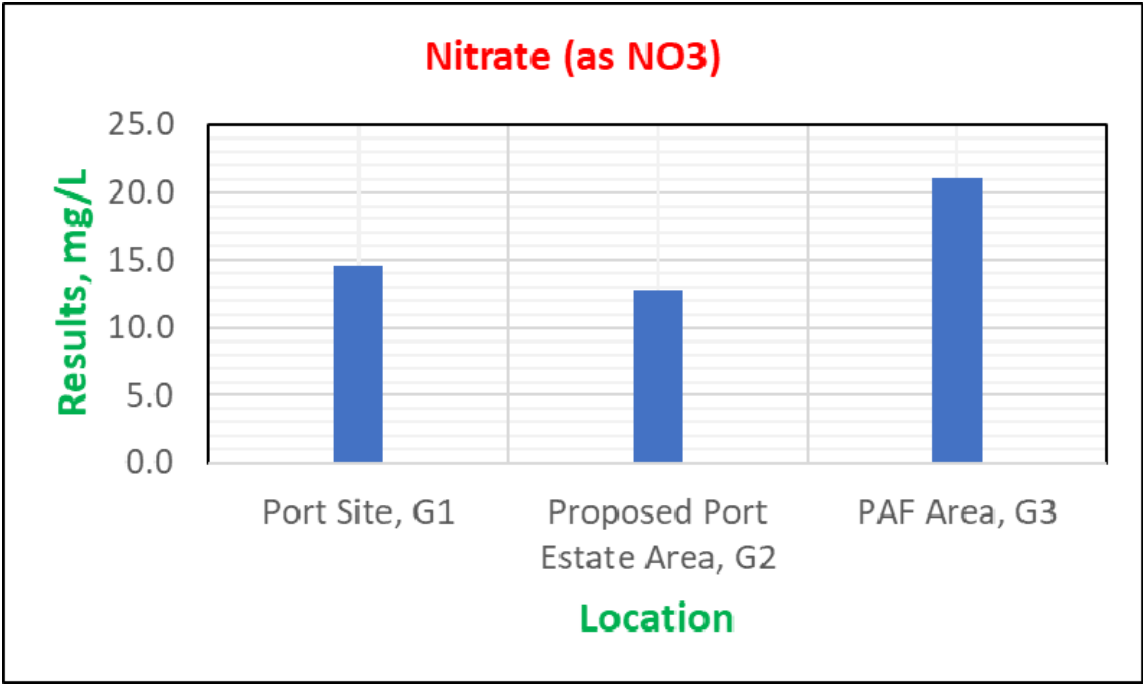 Nitrate (as NO3)
Results, mg/L
25.0
20.0
15.0
10.0
5.0
0.0
Port Site, G1
Proposed Port
Estate Area, G2
PAF Area, G3
Location